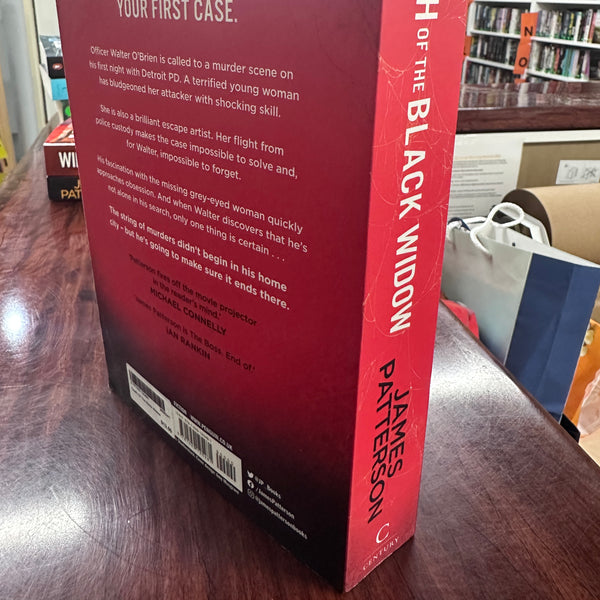 YOUR FIRST CASE.
Officer Walter O'Brien is called to a murder scene on
his first night with Detroit PD. A terrified young woman
has bludgeoned her attacker with shocking skill.
She is also a brilliant escape artist. Her flight from
police custody makes the case impossible to solve and,
for Walter, impossible to forget.
His fascination with the missing grey-eyed woman quickly
approaches obsession. And when Walter discovers that he's
not alone in his search, only one thing is certain . . .
The string of murders didn't begin in his home
city – but he's going to make sure it ends there.
'Patterson fires off the movie projector
in the reader's mind.'
MICHAEL CONNELLY
'James Patterson is The Boss. End of.'
IAN RANKIN
@JP_Books
/JamesPatterson
@jamespattersonbooks
H OF THE BLACK WIDOW
JAMES
PATTERSON
C
CENTURY
WI
PAT
N
O